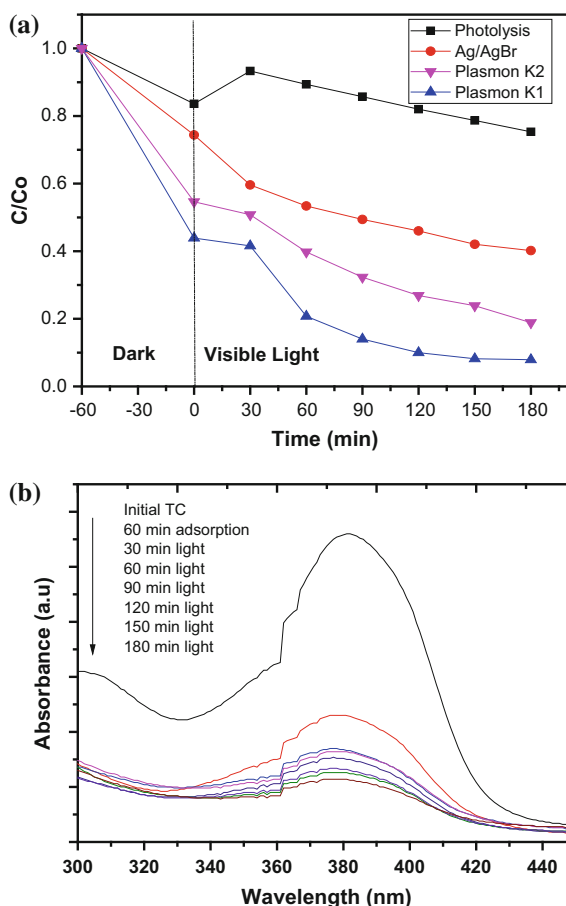 (a)
Photolysis
Ag/AgBr
Plasmon K2
Plasmon K1
1.0
0.8
0.6
0.4
0.2
0.0
C/Co
Dark
Visible Light
-60 -30 0 30 60 90 120 150 180
Time (min)
(b)
Initial TC
60 min adsorption
30 min light
60 min light
90 min light
120 min light
150 min light
180 min light
Absorbance (a.u)
300 320 340 360 380 400 420 440
Wavelength (nm)